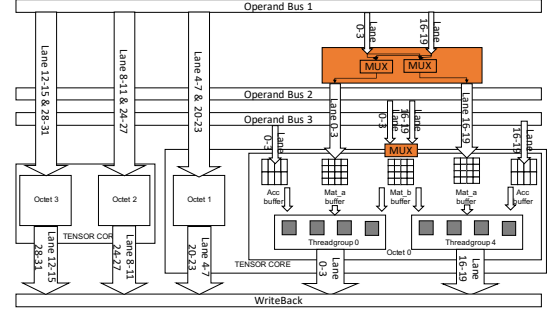 Operand Bus 1
Lane 12-15 & 28-31
Lane 8-11 & 24-27
Lane 4-7 & 20-23
Lane
0-3
Lane
16-19
MUX
MUX
Operand Bus 2
Lane 0-3
Lane
0-3
Lane
16-19
Lane 16-19
Operand Bus 3
Lane
0-3
Lane
16-19
MUX
Octet 3
Octet 2
Octet 1
Acc
buffer
Mat_a
buffer
Mat_b
buffer
Mat_a
buffer
Acc
buffer
Threadgroup 0
Threadgroup 4
Octet 0
TENSOR CORE
TENSOR CORE
Lane 12-15
28-31
Lane 8-11
24-27
Lane 4-7
20-23
Lane
0-3
Lane
16-19
WriteBack